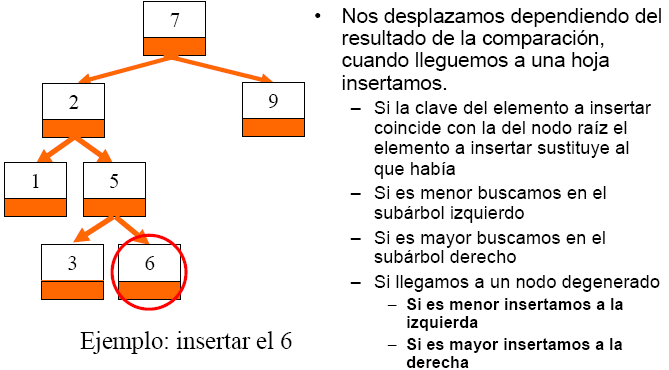 7
2
9
1
5
3
6
Ejemplo: insertar el 6
• Nos desplazamos dependiendo del
resultado de la comparación,
cuando lleguemos a una hoja
insertamos.
– Si la clave del elemento a insertar
coincide con la del nodo raíz el
elemento a insertar sustituye al
que había
– Si es menor buscamos en el
subárbol izquierdo
– Si es mayor buscamos en el
subárbol derecho
– Si llegamos a un nodo degenerado
– Si es menor insertamos a la
izquierda
– Si es mayor insertamos a la
derecha